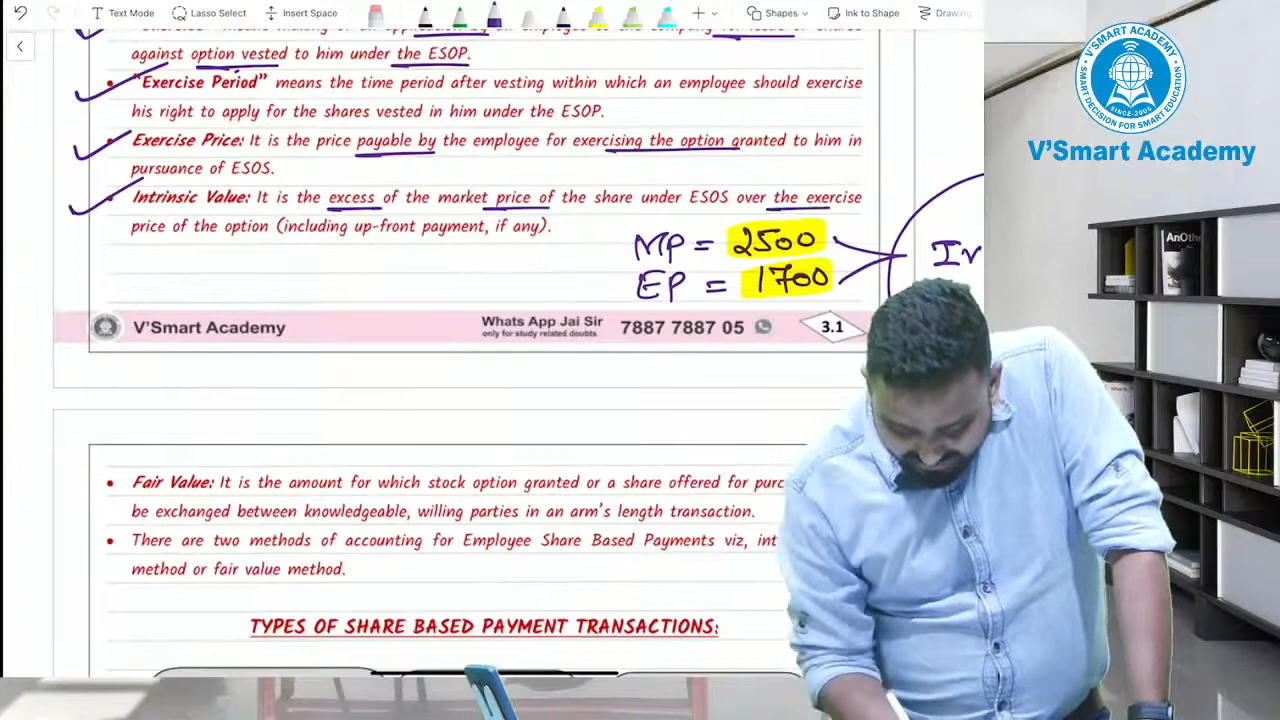 Text Mode Lasso Select Insert Space Shapes Ink to Shape Drawing
against option vested to him under the ESOP.
• "Exercise Period" means the time period after vesting within which an employee should exercise
his right to apply for the shares vested in him under the ESOP.
• Exercise Price: It is the price payable by the employee for exercising the option granted to him in
pursuance of ESOS.
• Intrinsic Value: It is the excess of the market price of the share under ESOS over the exercise
price of the option (including up-front payment, if any).
MP = 2500
EP = 1700
V'Smart Academy Whats App Jai Sir 7887 7887 05 3.1
only for study related doubts
• Fair Value: It is the amount for which stock option granted or a share offered for purc
be exchanged between knowledgeable, willing parties in an arm's length transaction.
• There are two methods of accounting for Employee Share Based Payments viz, int
method or fair value method.
TYPES OF SHARE BASED PAYMENT TRANSACTIONS:
V'SMART ACADEMY
SMART DECISION FOR SMART EDUCATION
SINCE-2005
V'Smart Academy